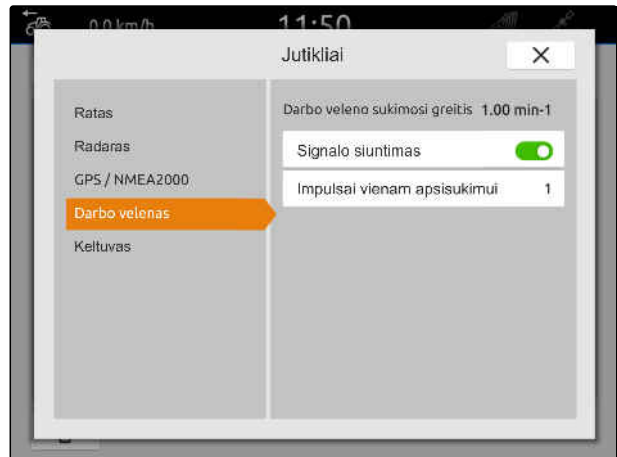 0.0 km/h
11:50
Jutikliai
Ratas
Radaras
GPS / NMEA2000
Darbo velenas
Keltuvas
Darbo veleno sukimosi greitis 1.00 min-1
Signalo siuntimas
Impulsai vienam apsisukimui 1